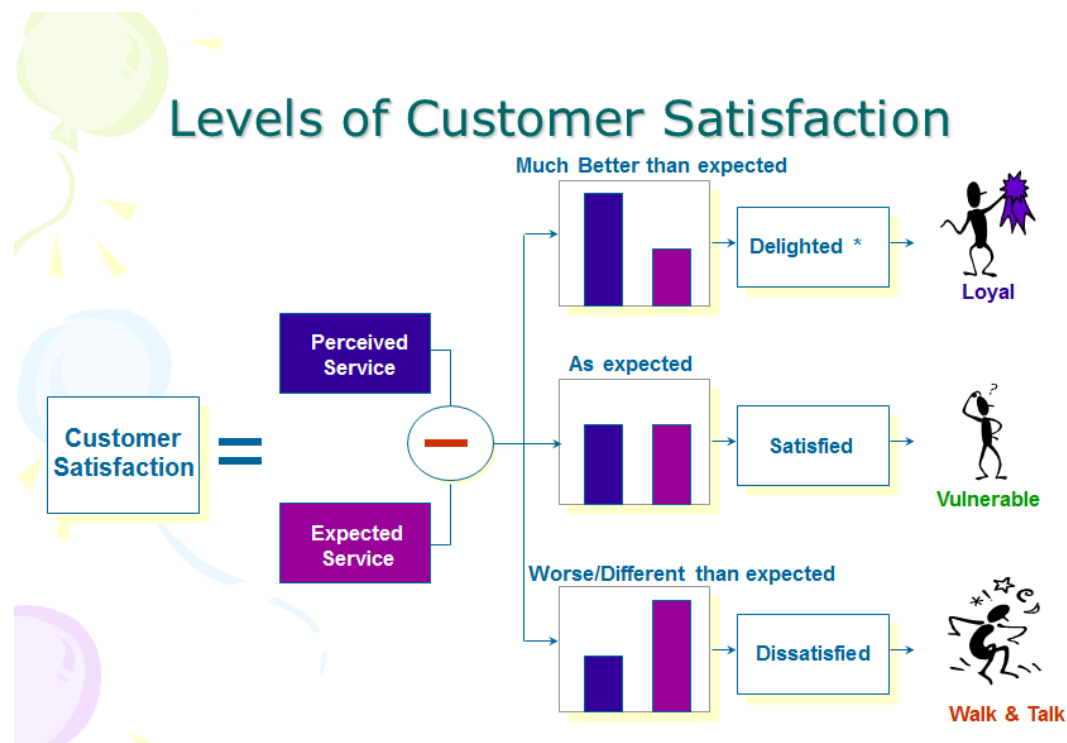 Levels of Customer Satisfaction
Much Better than expected
Delighted *
Loyal
Perceived
Service
As expected
Customer
Satisfaction
=
−
Satisfied
Vulnerable
?
Expected
Service
Worse/Different than expected
Dissatisfied
Walk & Talk